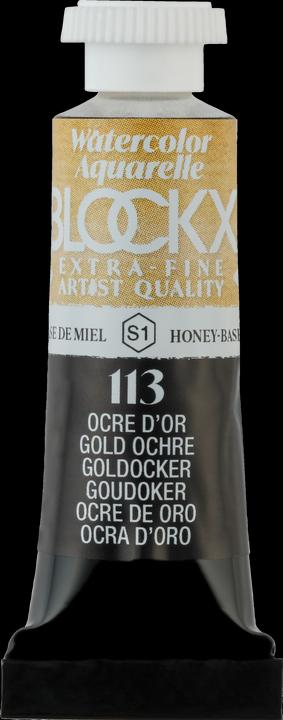 Watercolor
Aquarelle
BLOCKX
EXTRA-FINE
ARTIST QUALITY
DE MIEL S1 HONEY-BASE
113
OCRE D'OR
GOLD OCHRE
GOLDOCKER
GOUDOKER
OCRE DE ORO
OCRA D'ORO